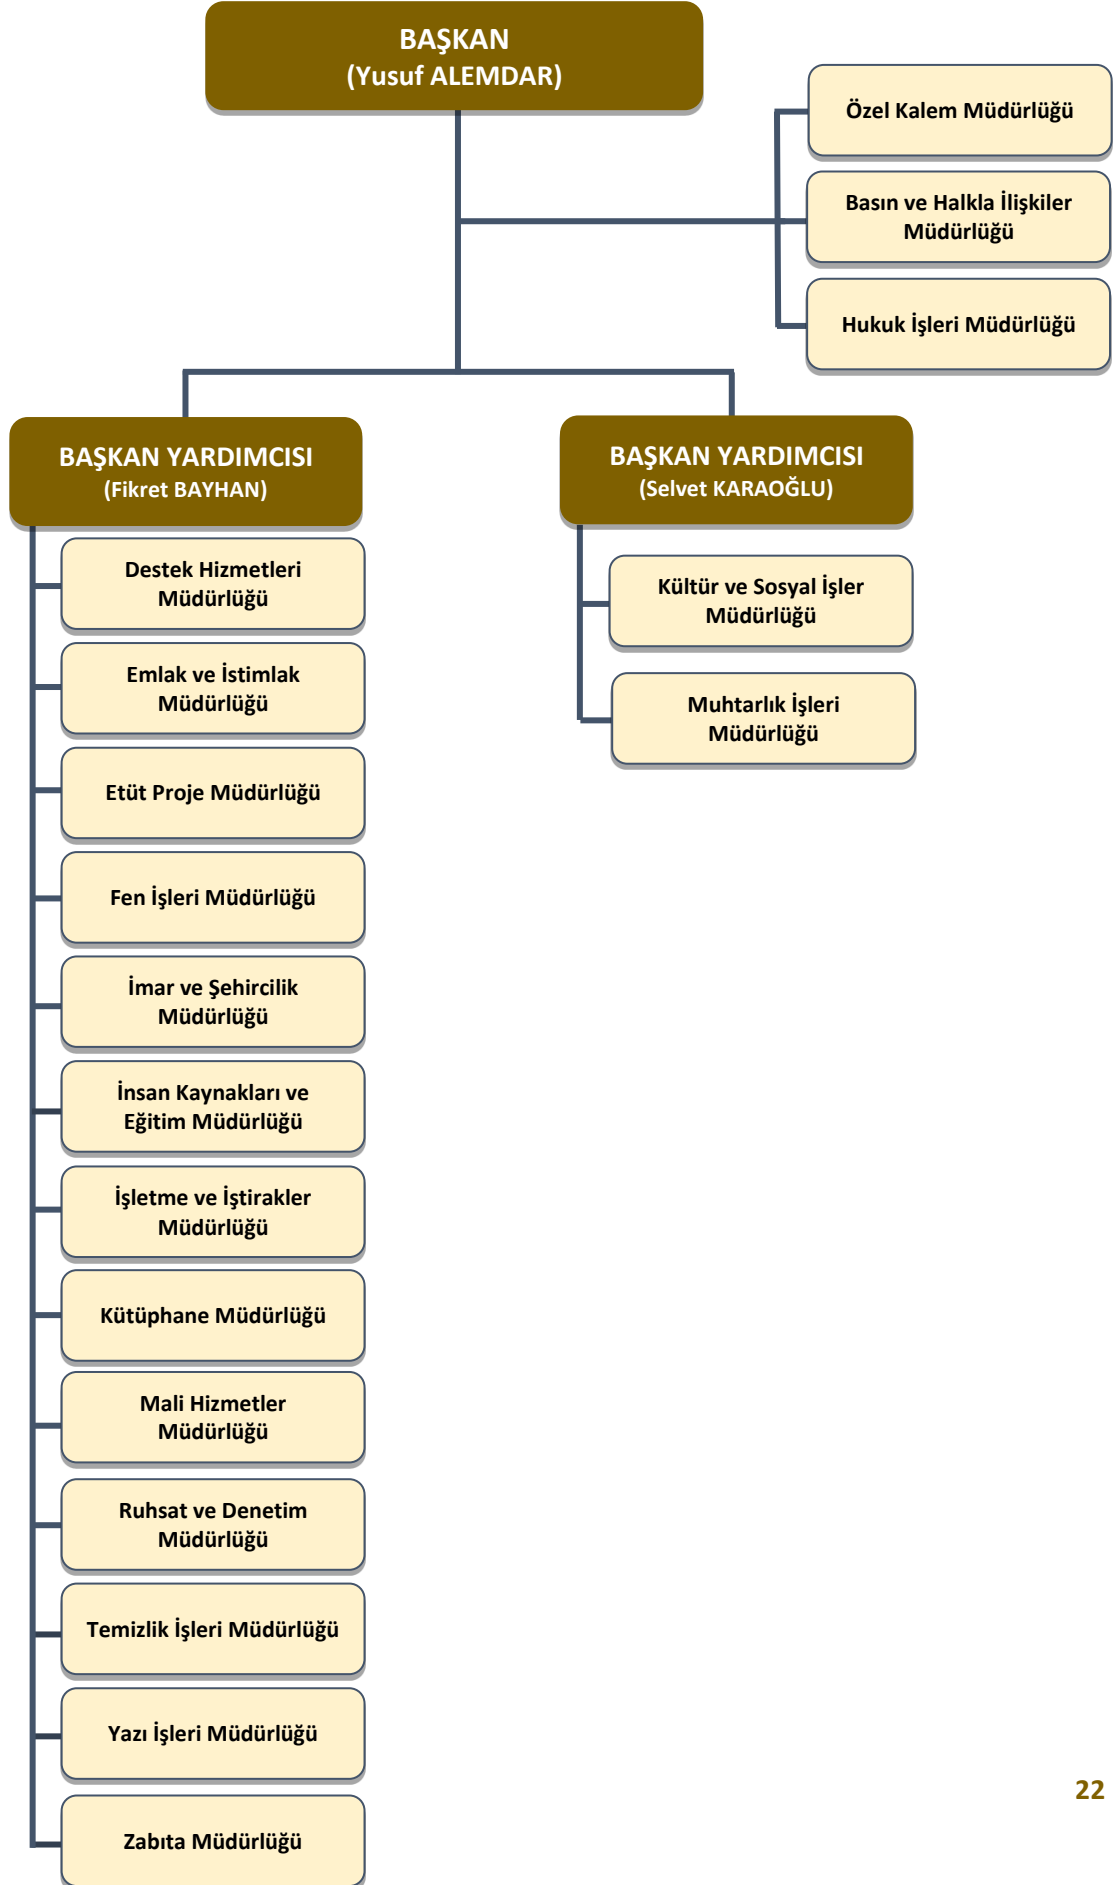 BAŞKAN
(Yusuf ALEMDAR)
Özel Kalem Müdürlüğü
Basın ve Halkla İlişkiler
Müdürlüğü
Hukuk İşleri Müdürlüğü
BAŞKAN YARDIMCISI
(Fikret BAYHAN)
Destek Hizmetleri
Müdürlüğü
Emlak ve İstimlak
Müdürlüğü
Etüt Proje Müdürlüğü
Fen İşleri Müdürlüğü
İmar ve Şehircilik
Müdürlüğü
İnsan Kaynakları ve
Eğitim Müdürlüğü
İşletme ve İştirakler
Müdürlüğü
Kütüphane Müdürlüğü
Mali Hizmetler
Müdürlüğü
Ruhsat ve Denetim
Müdürlüğü
Temizlik İşleri Müdürlüğü
Yazı İşleri Müdürlüğü
Zabıta Müdürlüğü
BAŞKAN YARDIMCISI
(Selvet KARAOĞLU)
Kültür ve Sosyal İşler
Müdürlüğü
Muhtarlık İşleri
Müdürlüğü
22